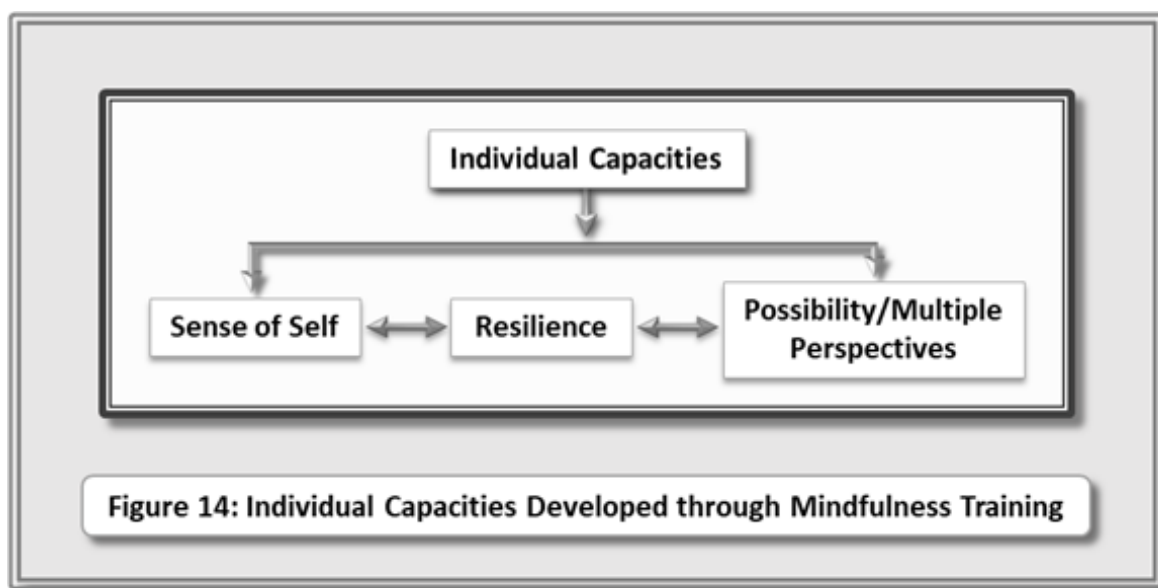 Individual Capacities
Sense of Self
Resilience
Possibility/Multiple
Perspectives
Figure 14: Individual Capacities Developed through Mindfulness Training